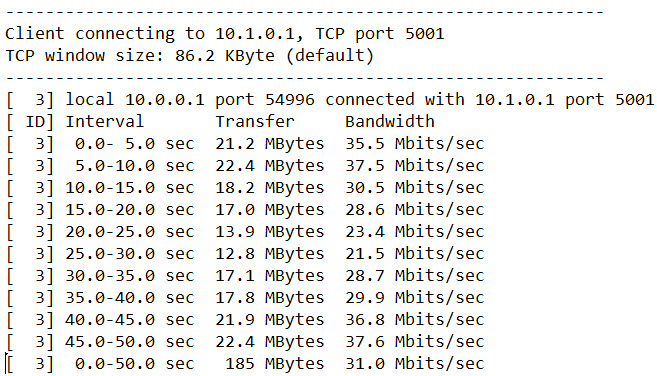 ------------------------------------------------------------
Client connecting to 10.1.0.1, TCP port 5001
TCP window size: 86.2 KByte (default)
------------------------------------------------------------
[  3] local 10.0.0.1 port 54996 connected with 10.1.0.1 port 5001
[ ID] Interval       Transfer     Bandwidth
[  3]  0.0- 5.0 sec  21.2 MBytes  35.5 Mbits/sec
[  3]  5.0-10.0 sec  22.4 MBytes  37.5 Mbits/sec
[  3] 10.0-15.0 sec  18.2 MBytes  30.5 Mbits/sec
[  3] 15.0-20.0 sec  17.0 MBytes  28.6 Mbits/sec
[  3] 20.0-25.0 sec  13.9 MBytes  23.4 Mbits/sec
[  3] 25.0-30.0 sec  12.8 MBytes  21.5 Mbits/sec
[  3] 30.0-35.0 sec  17.1 MBytes  28.7 Mbits/sec
[  3] 35.0-40.0 sec  17.8 MBytes  29.9 Mbits/sec
[  3] 40.0-45.0 sec  21.9 MBytes  36.8 Mbits/sec
[  3] 45.0-50.0 sec  22.4 MBytes  37.6 Mbits/sec
[  3]  0.0-50.0 sec   185 MBytes  31.0 Mbits/sec